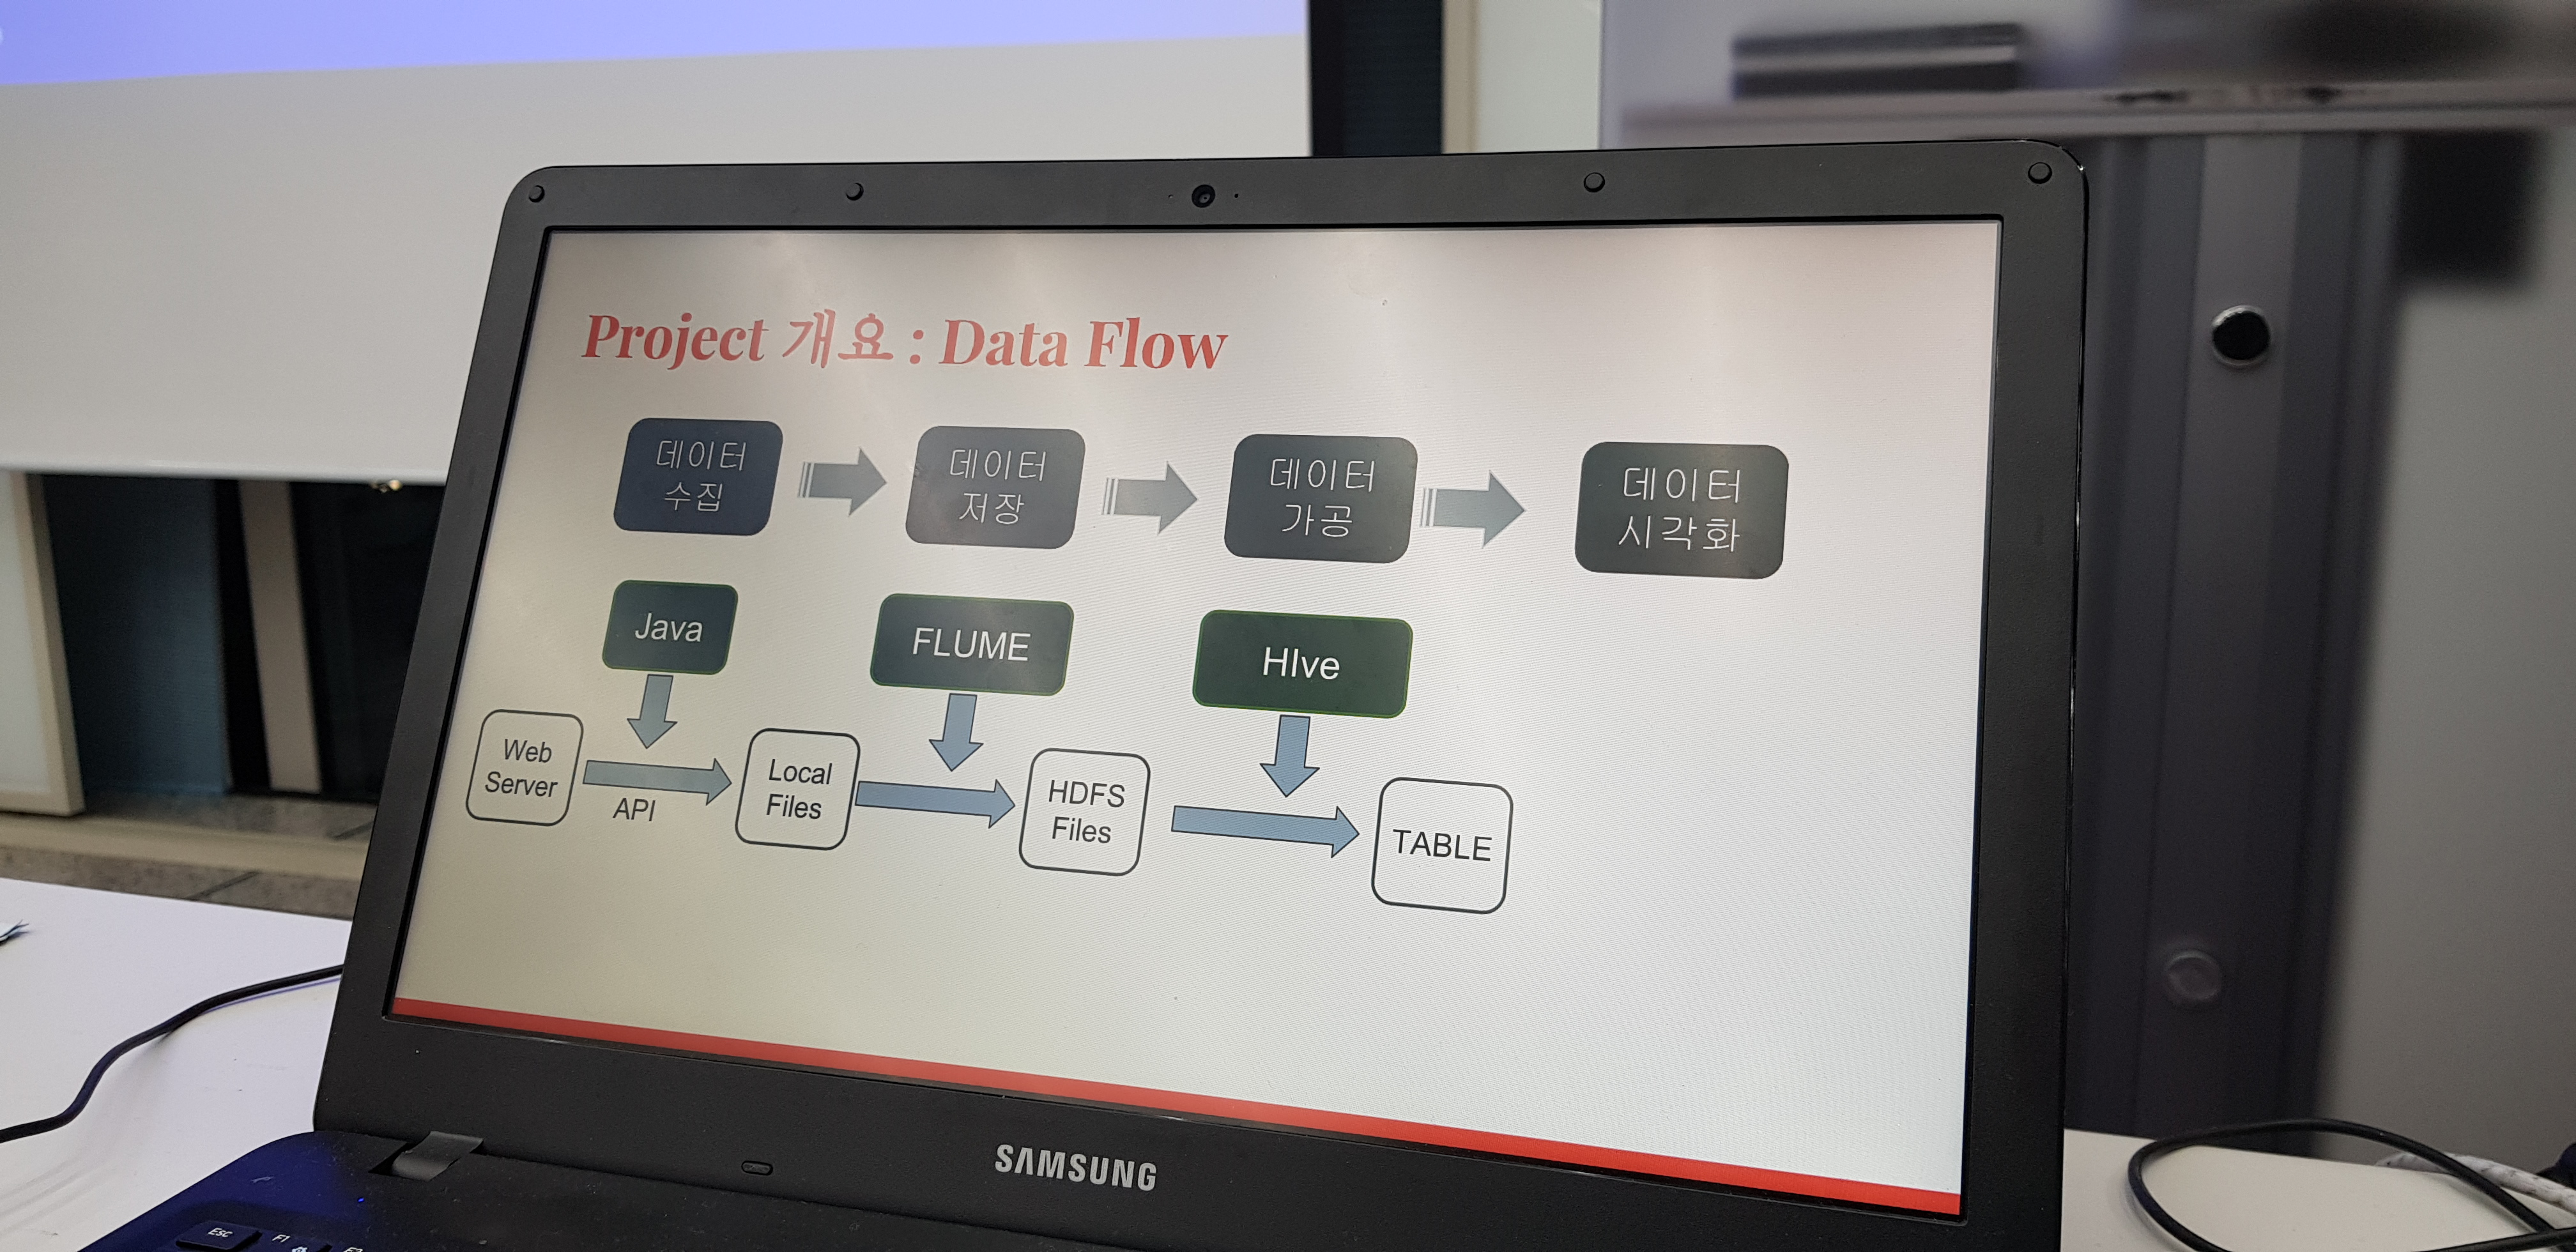 Project 개요 : Data Flow
데이터
수집
데이터
저장
데이터
가공
데이터
시각화
Java
FLUME
HIve
Web
Server
API
Local
Files
HDFS
Files
TABLE
SAMSUNG
Esc
F1